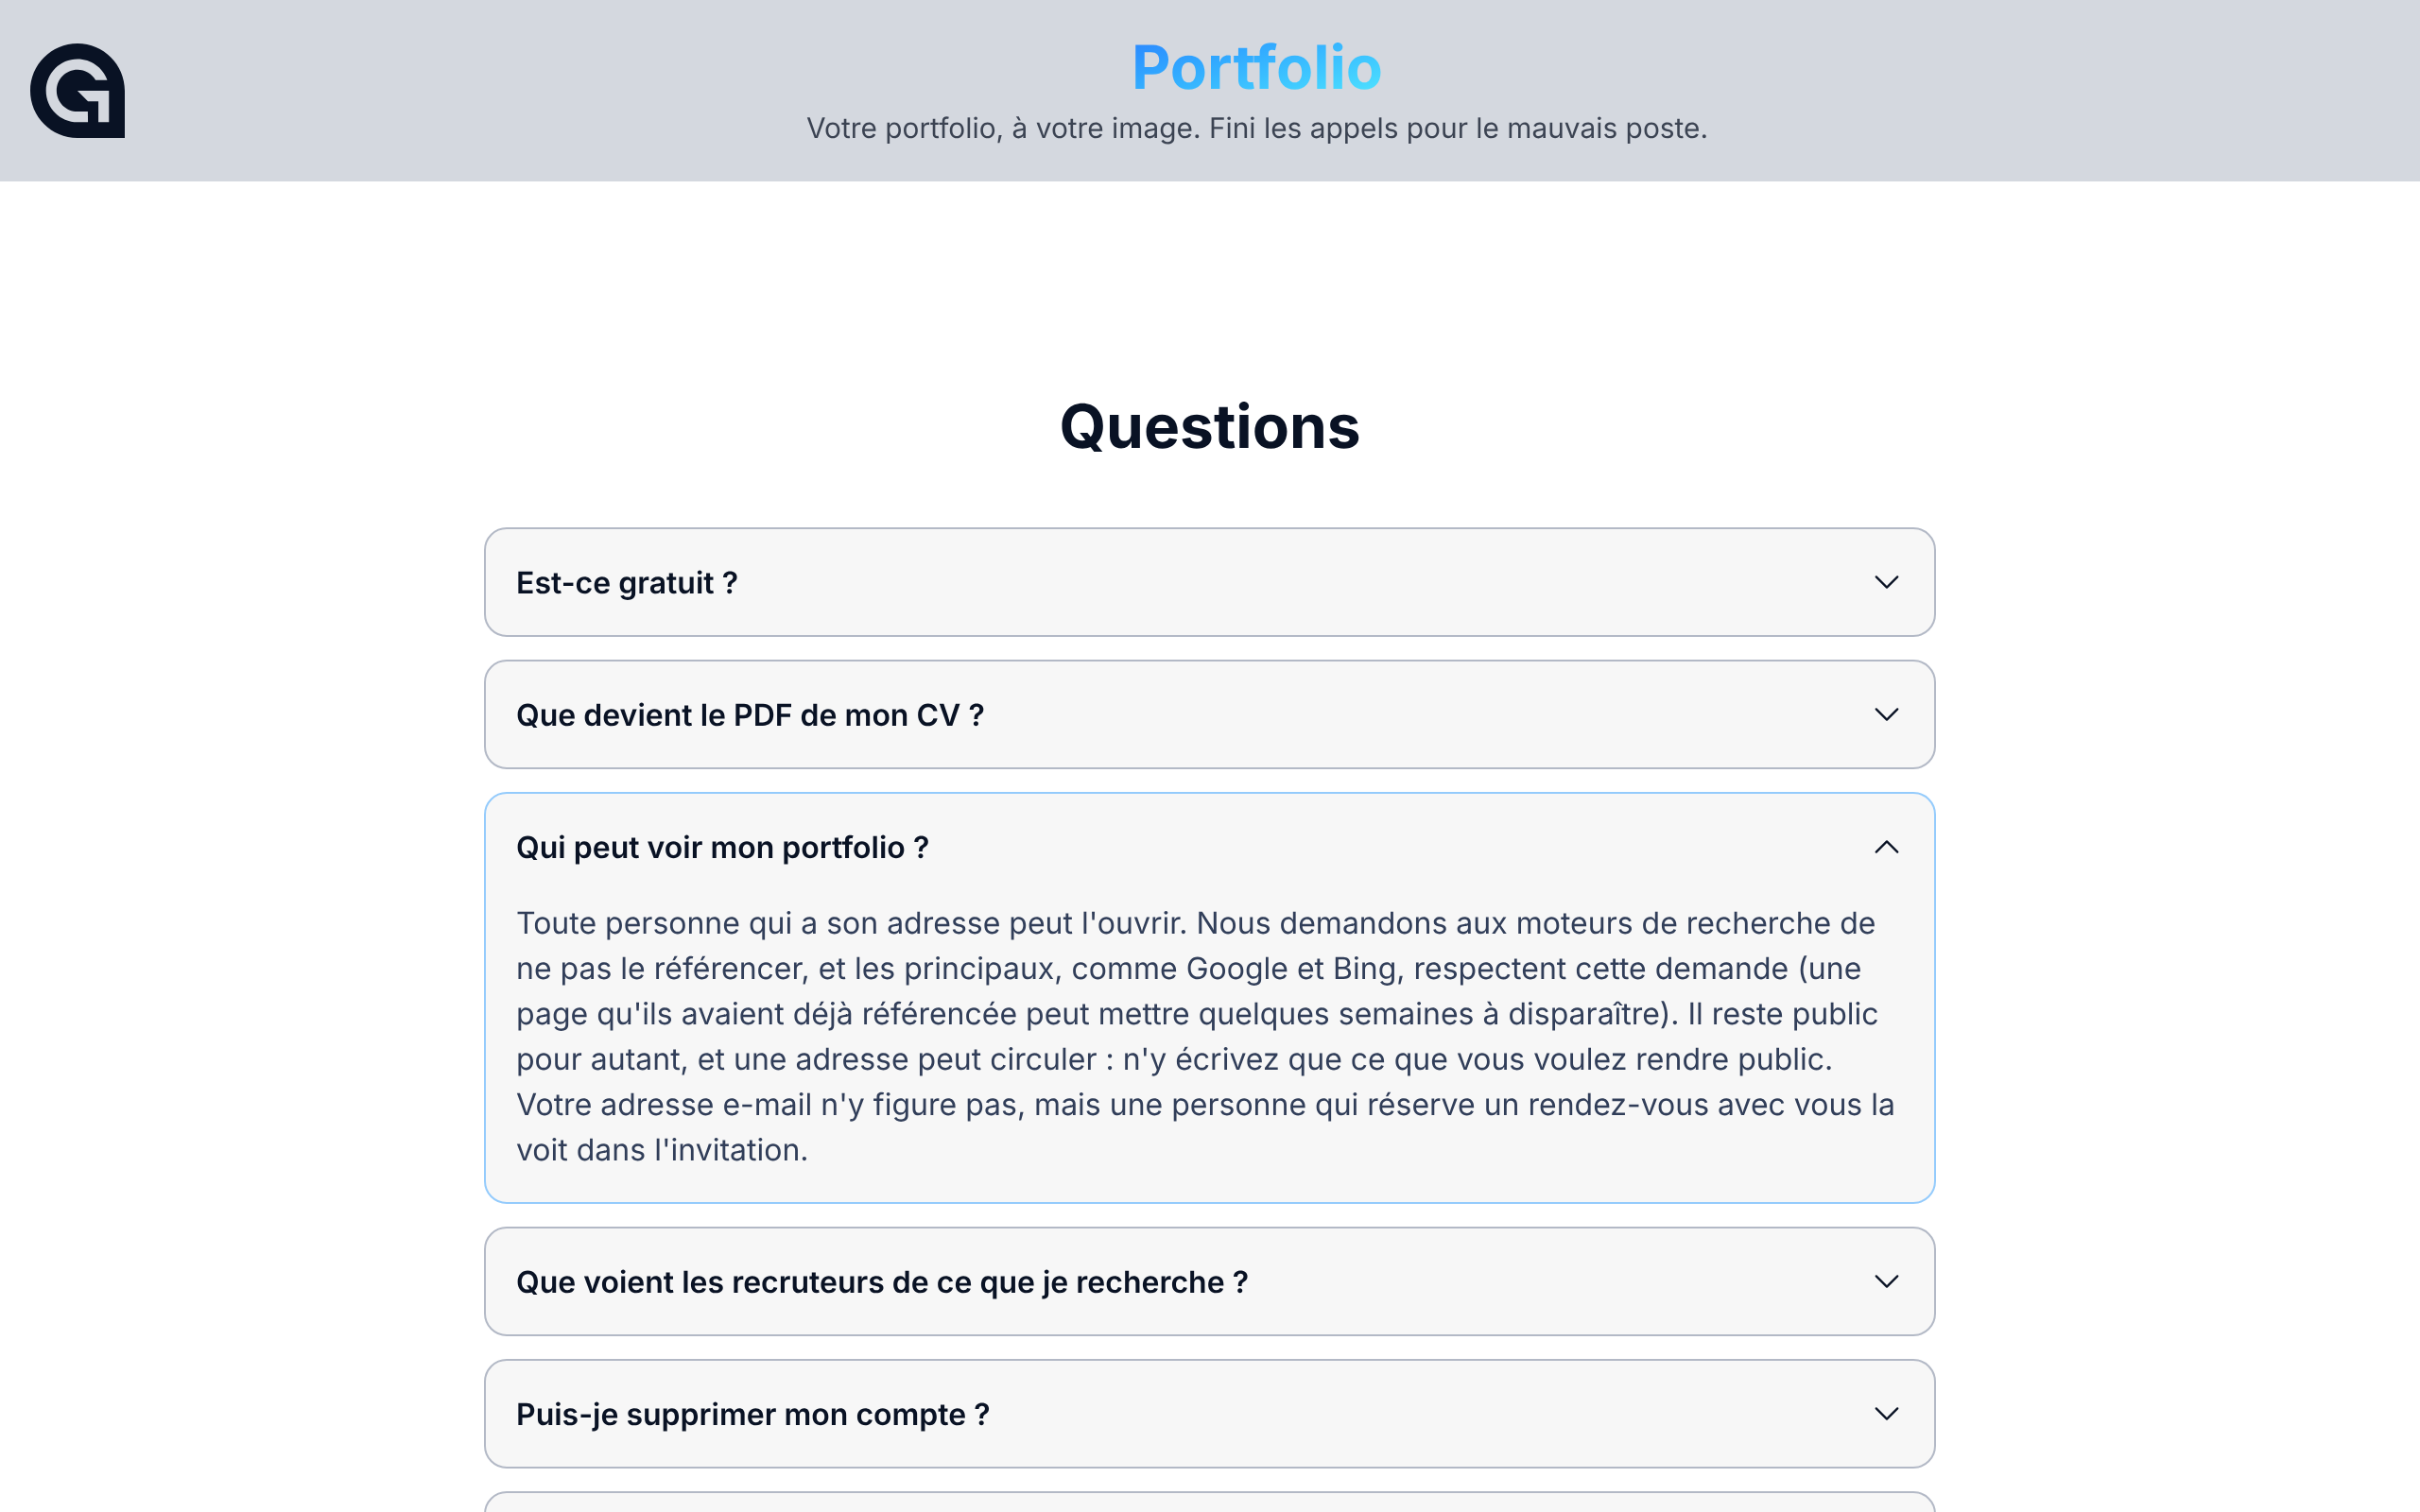 Portfolio
Votre portfolio, à votre image. Fini les appels pour le mauvais poste.
Questions
Est-ce gratuit ?
Que devient le PDF de mon CV ?
Qui peut voir mon portfolio ?
Toute personne qui a son adresse peut l'ouvrir. Nous demandons aux moteurs de recherche de
ne pas le référencer, et les principaux, comme Google et Bing, respectent cette demande (une
page qu'ils avaient déjà référencée peut mettre quelques semaines à disparaître). Il reste public
pour autant, et une adresse peut circuler : n'y écrivez que ce que vous voulez rendre public.
Votre adresse e-mail n'y figure pas, mais une personne qui réserve un rendez-vous avec vous la
voit dans l'invitation.
Que voient les recruteurs de ce que je recherche ?
Puis-je supprimer mon compte ?